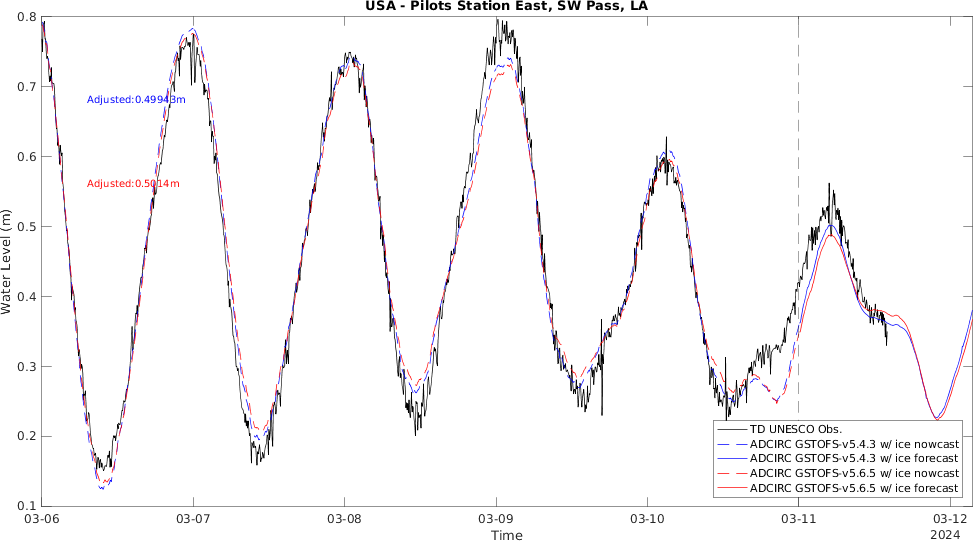 USA - Pilots Station East, SW Pass, LA
0.8
0.7
0.6
0.5
0.4
0.3
0.2
0.1
Water Level (m)
Adjusted:0.49943m
Adjusted:0.5014m
TD UNESCO Obs.
ADCIRC GSTOFS-v5.4.3 w/ ice nowcast
ADCIRC GSTOFS-v5.4.3 w/ ice forecast
ADCIRC GSTOFS-v5.6.5 w/ ice nowcast
ADCIRC GSTOFS-v5.6.5 w/ ice forecast
03-06 03-07 03-08 03-09 03-10 03-11 03-12
Time 2024